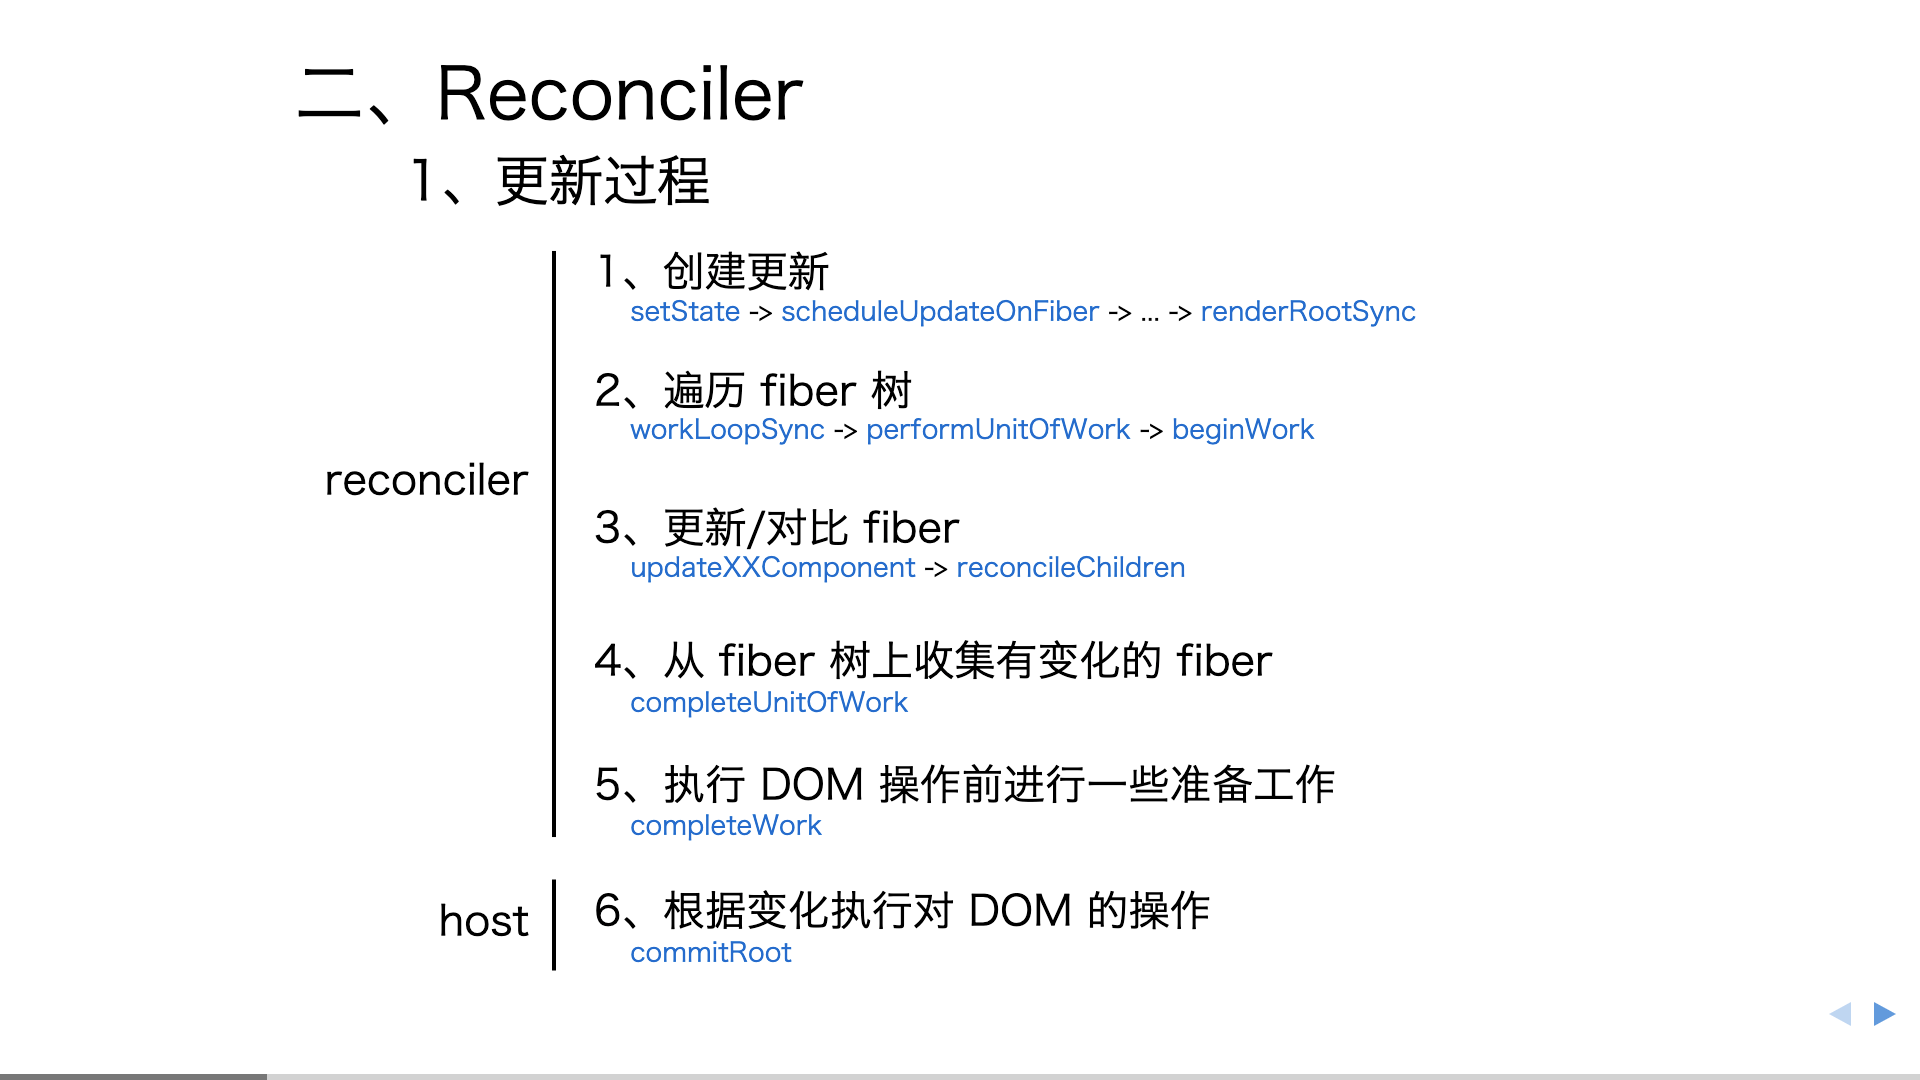 二、Reconciler
1、更新过程
reconciler
1、创建更新
setState -> scheduleUpdateOnFiber -> ... -> renderRootSync
2、遍历 fiber 树
workLoopSync -> performUnitOfWork -> beginWork
3、更新/对比 fiber
updateXXComponent -> reconcileChildren
4、从 fiber 树上收集有变化的 fiber
completeUnitOfWork
5、执行 DOM 操作前进行一些准备工作
completeWork
host
6、根据变化执行对 DOM 的操作
commitRoot